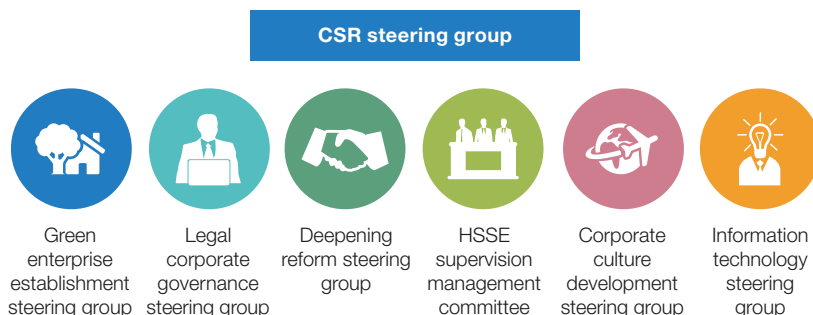 CSR steering group
Green
enterprise
establishment
steering group
Legal
corporate
governance
steering group
Deepening
reform steering
group
HSSE
supervision
management
committee
Corporate
culture
development
steering group
Information
technology
steering
group